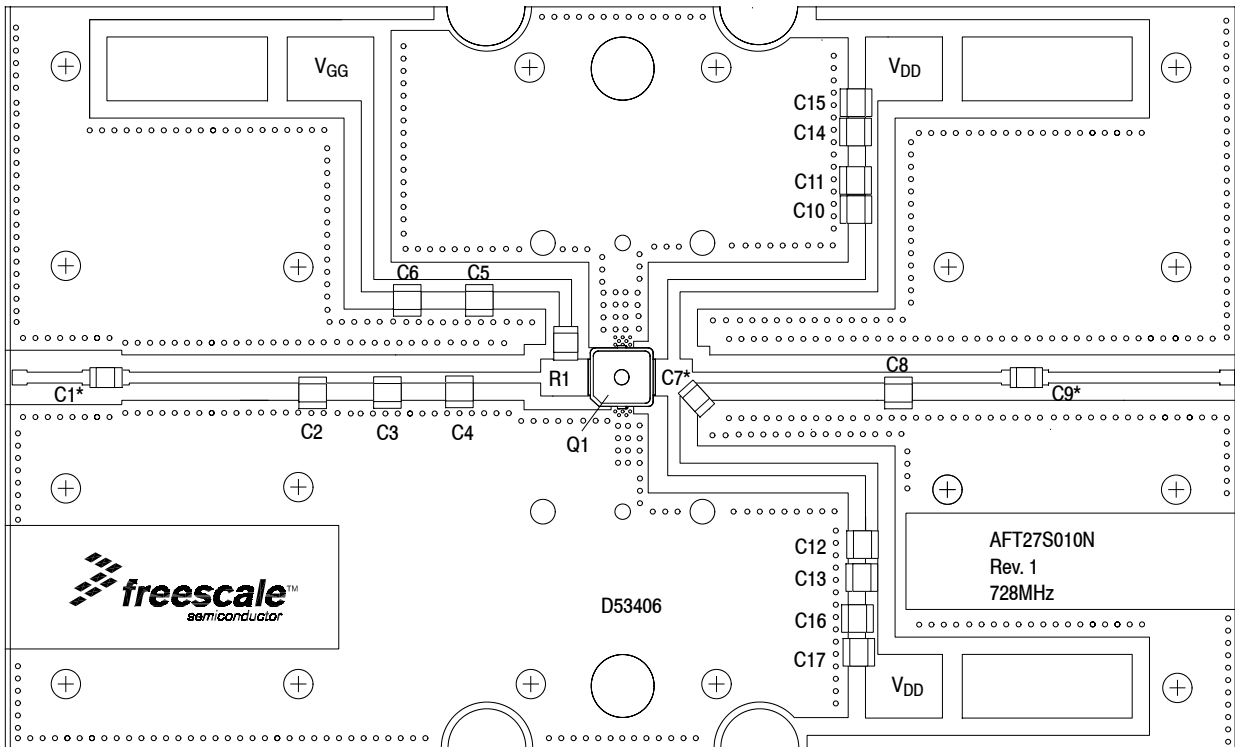 VGG
VDD
C15
C14
C11
C10
C6
C5
C1*
R1
C7*
C8
C9*
C2
C3
C4
Q1
C12
C13
C16
C17
freescale™
semiconductor
D53406
AFT27S010N
Rev. 1
728MHz
VDD